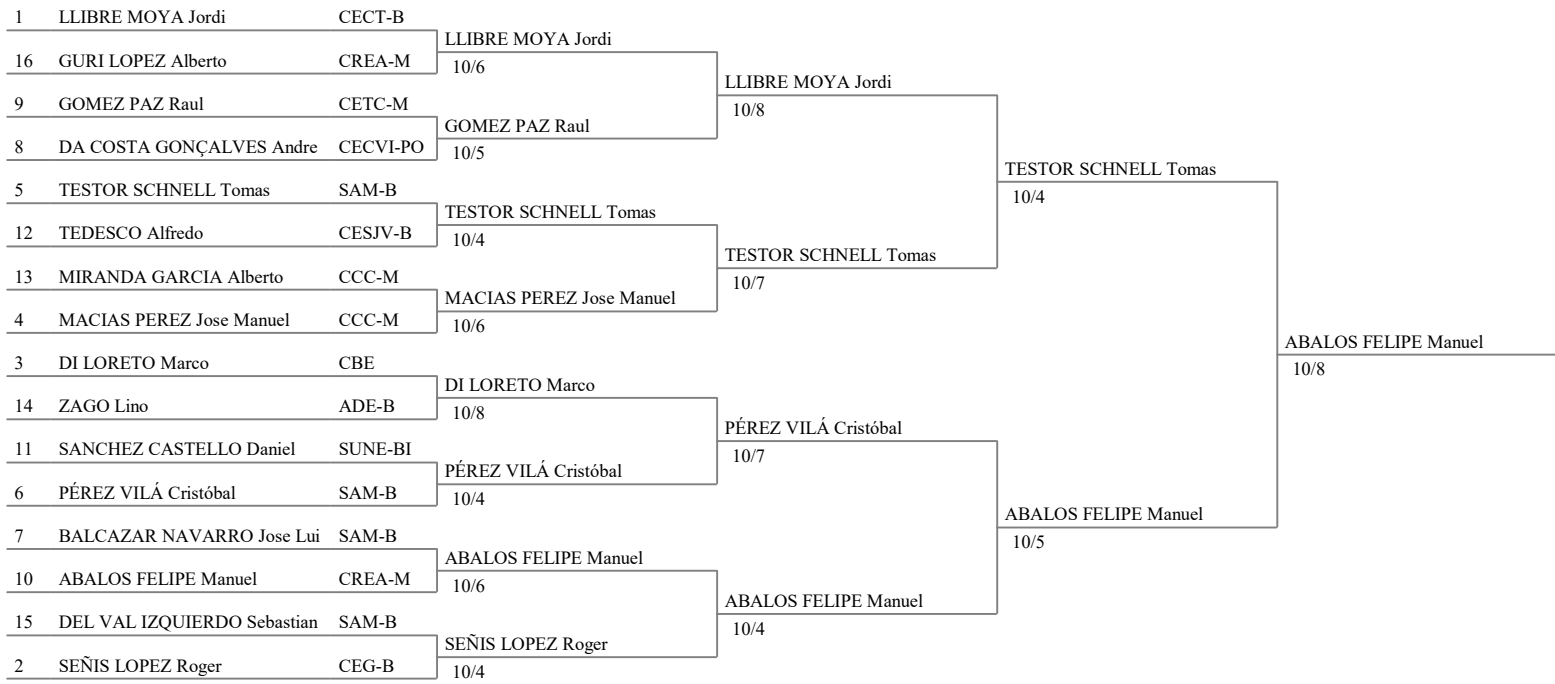 1 LLIBRE MOYA Jordi CECT-B
LLIBRE MOYA Jordi
16 GURI LOPEZ Alberto CREA-M
10/6
LLIBRE MOYA Jordi
9 GOMEZ PAZ Raul CETC-M
10/8
GOMEZ PAZ Raul
8 DA COSTA GONÇALVES Andre CECVI-PO
10/5
TESTOR SCHNELL Tomas
5 TESTOR SCHNELL Tomas SAM-B
10/4
TESTOR SCHNELL Tomas
12 TEDESCO Alfredo CESJV-B
10/4
TESTOR SCHNELL Tomas
13 MIRANDA GARCIA Alberto CCC-M
10/7
MACIAS PEREZ Jose Manuel
4 MACIAS PEREZ Jose Manuel CCC-M
10/6
ABALOS FELIPE Manuel
3 DI LORETO Marco CBE
10/8
DI LORETO Marco
14 ZAGO Lino ADE-B
10/8
PÉREZ VILÁ Cristóbal
11 SANCHEZ CASTELLO Daniel SUNE-BI
10/7
PÉREZ VILÁ Cristóbal
6 PÉREZ VILÁ Cristóbal SAM-B
10/4
ABALOS FELIPE Manuel
7 BALCAZAR NAVARRO Jose Lui SAM-B
10/5
ABALOS FELIPE Manuel
10 ABALOS FELIPE Manuel CREA-M
10/6
ABALOS FELIPE Manuel
15 DEL VAL IZQUIERDO Sebastian SAM-B
10/4
SEÑIS LOPEZ Roger
2 SEÑIS LOPEZ Roger CEG-B
10/4